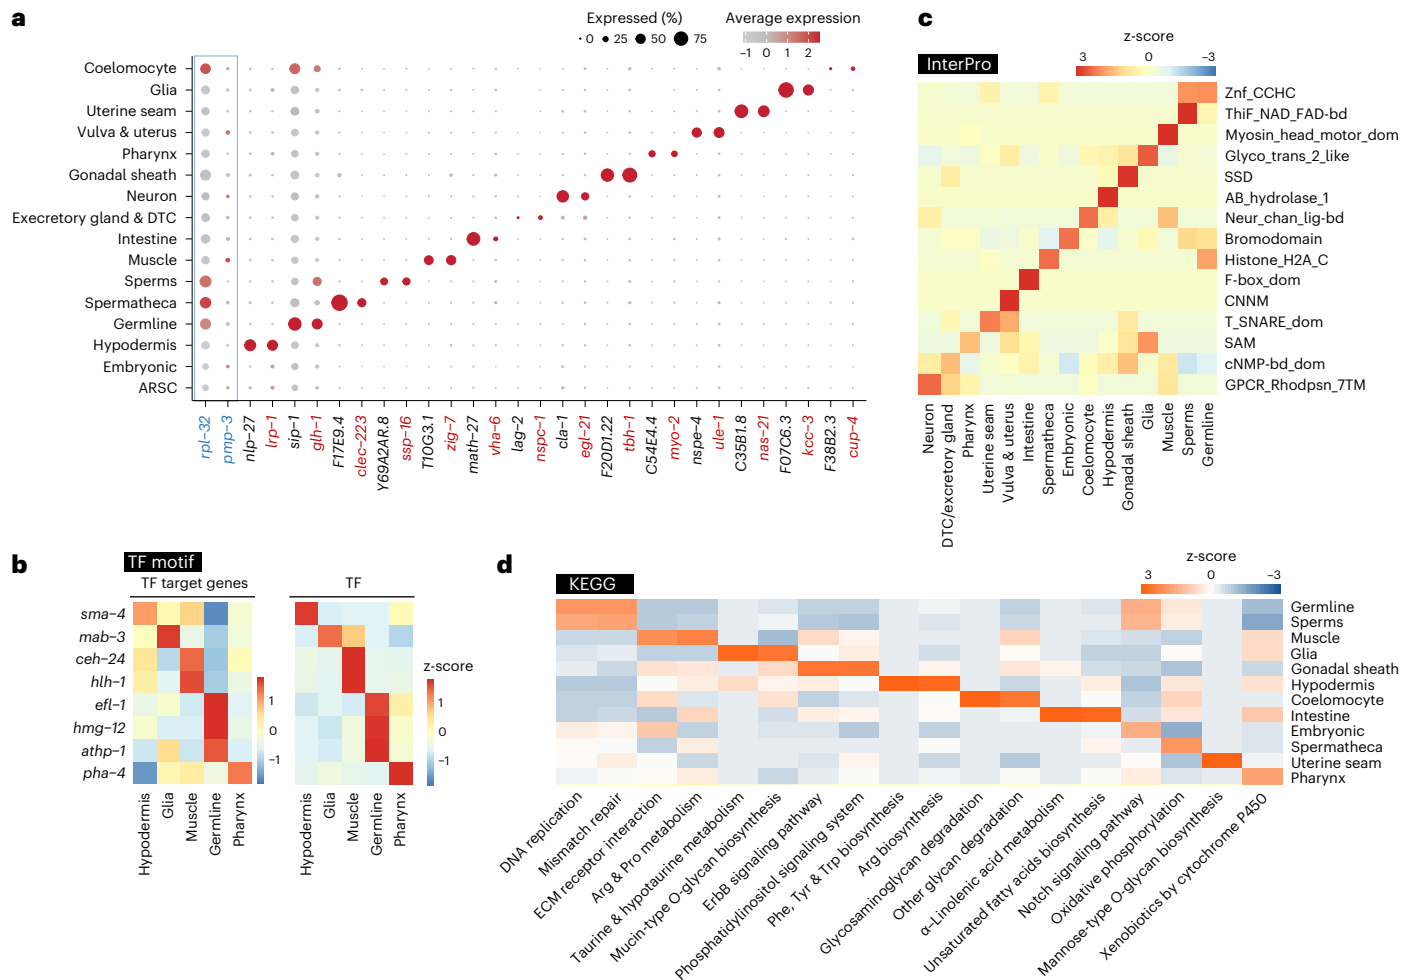 a
Expressed (%)
0 25 50 75
Average expression
−1 0 1 2
Coelomocyte
Glia
Uterine seam
Vulva & uterus
Pharynx
Gonadal sheath
Neuron
Execretory gland & DTC
Intestine
Muscle
Sperms
Spermatheca
Germline
Hypodermis
Embryonic
ARSC
rpl−32
pmp−3
nlp−27
lrp−1
sip−1
glh−1
F17E9.4
clec−223
Y69A2AR.8
ssp−16
T10G3.1
zig−7
math−27
vha−6
lag−2
nspc−1
cla−1
egl−21
F20D1.22
tbh−1
C54E4.4
myo−2
nspe−4
ule−1
C35B1.8
nas−21
F07C6.3
kcc−3
F38B2.3
cup−4
c
z-score
3 0 −3
InterPro
Znf_CCHC
ThiF_NAD_FAD-bd
Myosin_head_motor_dom
Glyco_trans_2_like
SSD
AB_hydrolase_1
Neur_chan_lig-bd
Bromodomain
Histone_H2A_C
F-box_dom
CNNM
T_SNARE_dom
SAM
cNMP-bd_dom
GPCR_Rhodpsn_7TM
Neuron
DTC/excretory gland
Pharynx
Uterine seam
Vulva & uterus
Intestine
Spermatheca
Embryonic
Coelomocyte
Hypodermis
Gonadal sheath
Glia
Muscle
Sperms
Germline
b
TF motif
TF target genes
TF
sma−4
mab−3
ceh−24
hlh−1
efl−1
hmg−12
athp−1
pha−4
1
0
−1
z-score
1
0
−1
Hypodermis
Glia
Muscle
Germline
Pharynx
Hypodermis
Glia
Muscle
Germline
Pharynx
d
KEGG
z-score
3 0 −3
Germline
Sperms
Muscle
Glia
Gonadal sheath
Hypodermis
Coelomocyte
Intestine
Embryonic
Spermatheca
Uterine seam
Pharynx
DNA replication
Mismatch repair
ECM receptor interaction
Arg & Pro metabolism
Taurine & hypotaurine metabolism
Mucin-type O-glycan biosynthesis
ErbB signaling pathway
Phosphatidylinositol signaling system
Phe, Tyr & Trp biosynthesis
Arg biosynthesis
Glycosaminoglycan degradation
Other glycan degradation
α-Linolenic acid metabolism
Unsaturated fatty acids biosynthesis
Notch signaling pathway
Oxidative phosphorylation
Mannose-type O-glycan biosynthesis
Xenobiotics by cytochrome P450